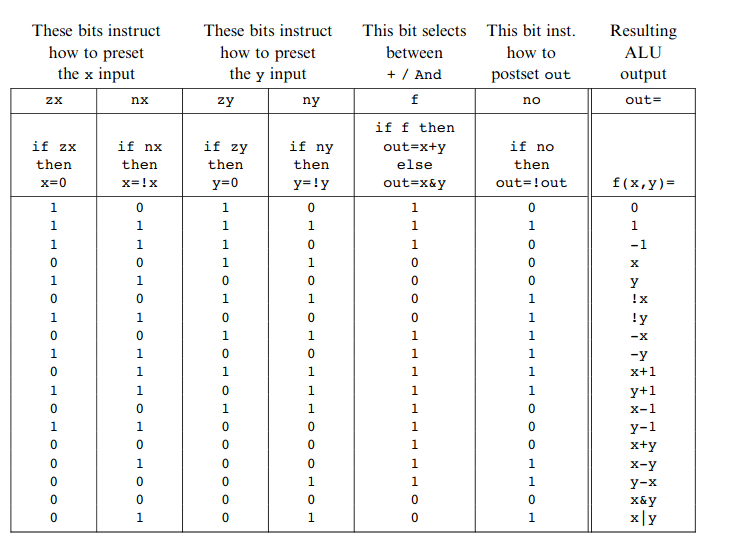 These bits instruct These bits instruct This bit selects This bit inst. Resulting
how to preset how to preset between how to ALU
the x input the y input + / And postset out output
zx nx zy ny f no out=
if f then
if zx if nx if zy if ny out=x+y if no
then then then then else then
x=0 x=!x y=0 y=!y out=x&y out=!out f(x,y)=
1 0 1 0 1 0 0
1 1 1 1 1 1 1
1 1 1 0 1 0 -1
0 0 1 1 0 0 x
1 1 0 0 0 0 y
0 0 1 1 0 1 !x
1 1 0 0 0 1 !y
0 0 1 1 1 1 -x
1 1 0 0 1 1 -y
0 1 1 1 1 1 x+1
1 1 0 1 1 1 y+1
0 0 1 1 1 0 x-1
1 1 0 0 1 0 y-1
0 0 0 0 1 0 x+y
0 1 0 0 1 1 x-y
0 0 0 1 1 1 y-x
0 0 0 0 0 0 x&y
0 1 0 1 0 1 x|y